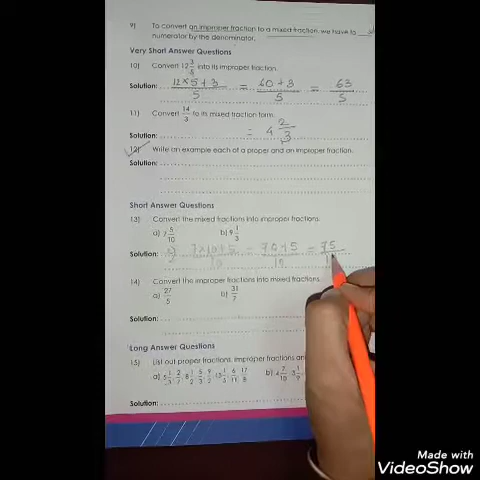 9) To convert an improper fraction to a mixed fraction, we have to
numerator by the denominator.
Very Short Answer Questions
10) Convert 12 3/5 into its improper fraction.
Solution: 12×5+3/5 = 60+3/5 = 63/5
11) Convert 14/3 to its mixed fraction form.
Solution: = 4 2/3
12) Write an example each of a proper and an improper fraction.
Solution:
Short Answer Questions
13) Convert the mixed fractions into improper fractions.
a) 7 5/10 b) 9 1/3
Solution: 7×10+5/10 = 70+5/10 = 75/1
14) Convert the improper fractions into mixed fractions.
a) 27/5 b) 31/7
Solution:
Long Answer Questions
15) List out proper fractions, improper fractions an
Solution:
Made with
VideoShow